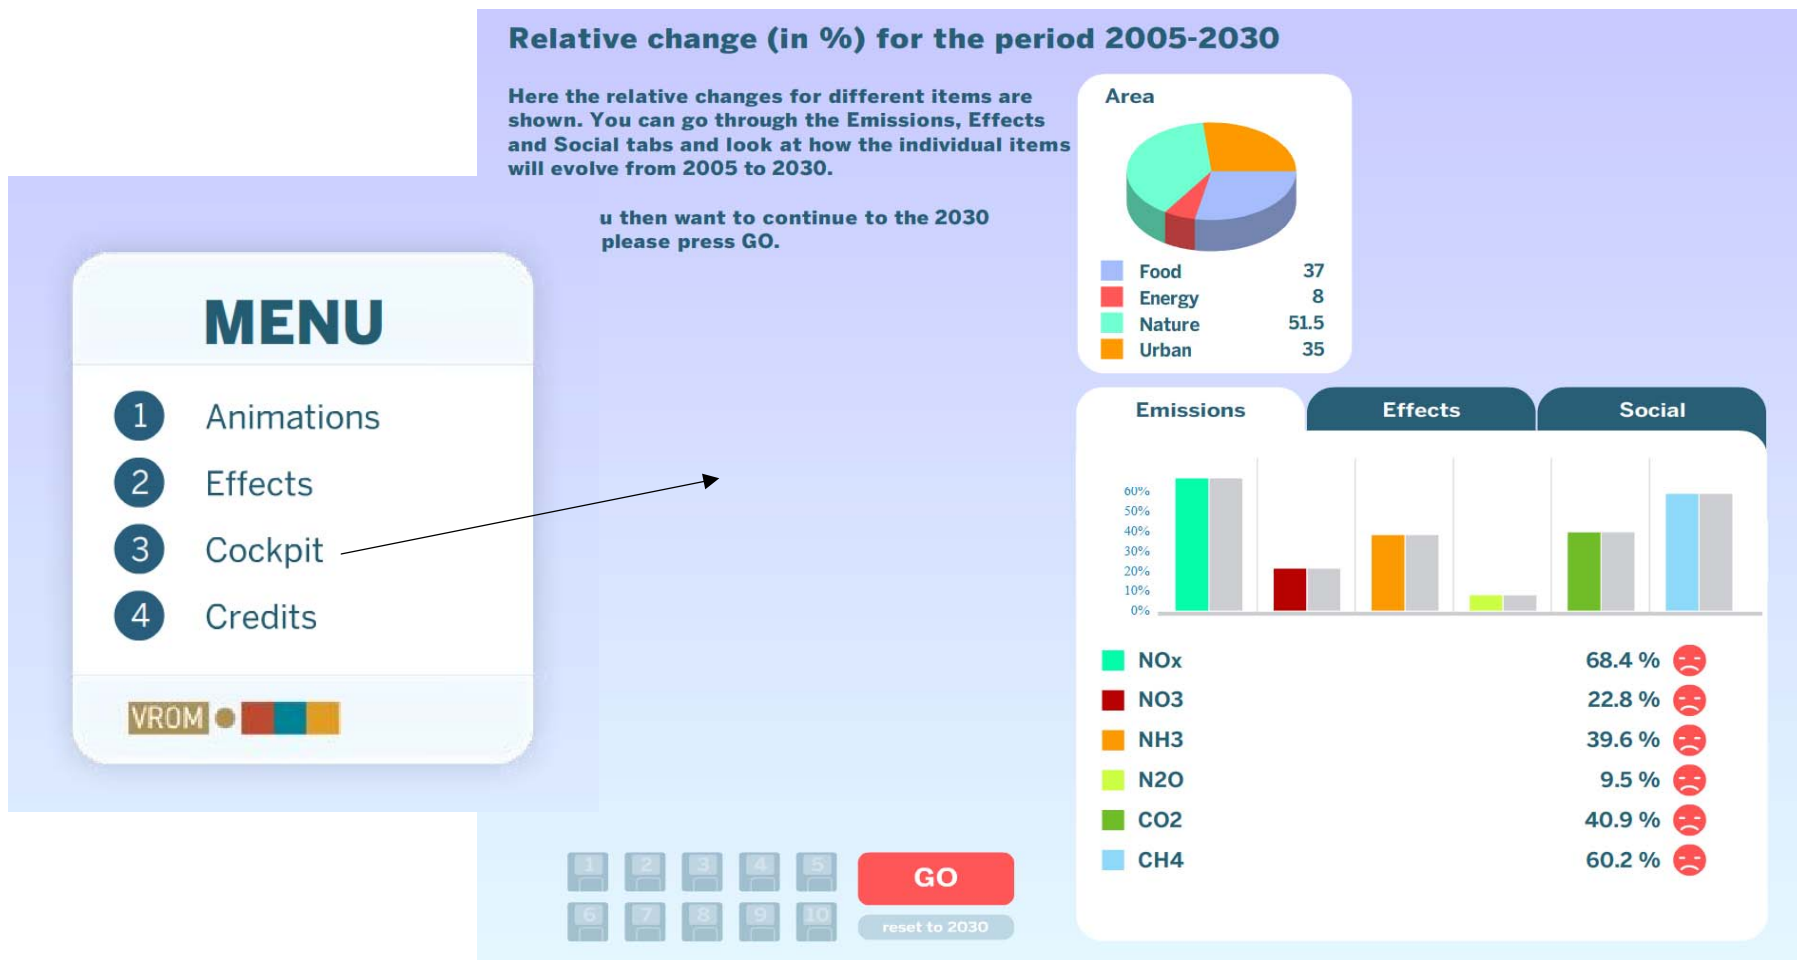 Relative change (in %) for the period 2005-2030
Here the relative changes for different items are
shown. You can go through the Emissions, Effects
and Social tabs and look at how the individual items
will evolve from 2005 to 2030.
u then want to continue to the 2030
please press GO.
MENU
1 Animations
2 Effects
3 Cockpit
4 Credits
VROM
Area
Food 37
Energy 8
Nature 51.5
Urban 35
Emissions Effects Social
60%
50%
40%
30%
20%
10%
0%
NOx 68.4 %
NO3 22.8 %
NH3 39.6 %
N2O 9.5 %
CO2 40.9 %
CH4 60.2 %
1 2 3 4 5
6 7 8 9 10
GO
reset to 2030